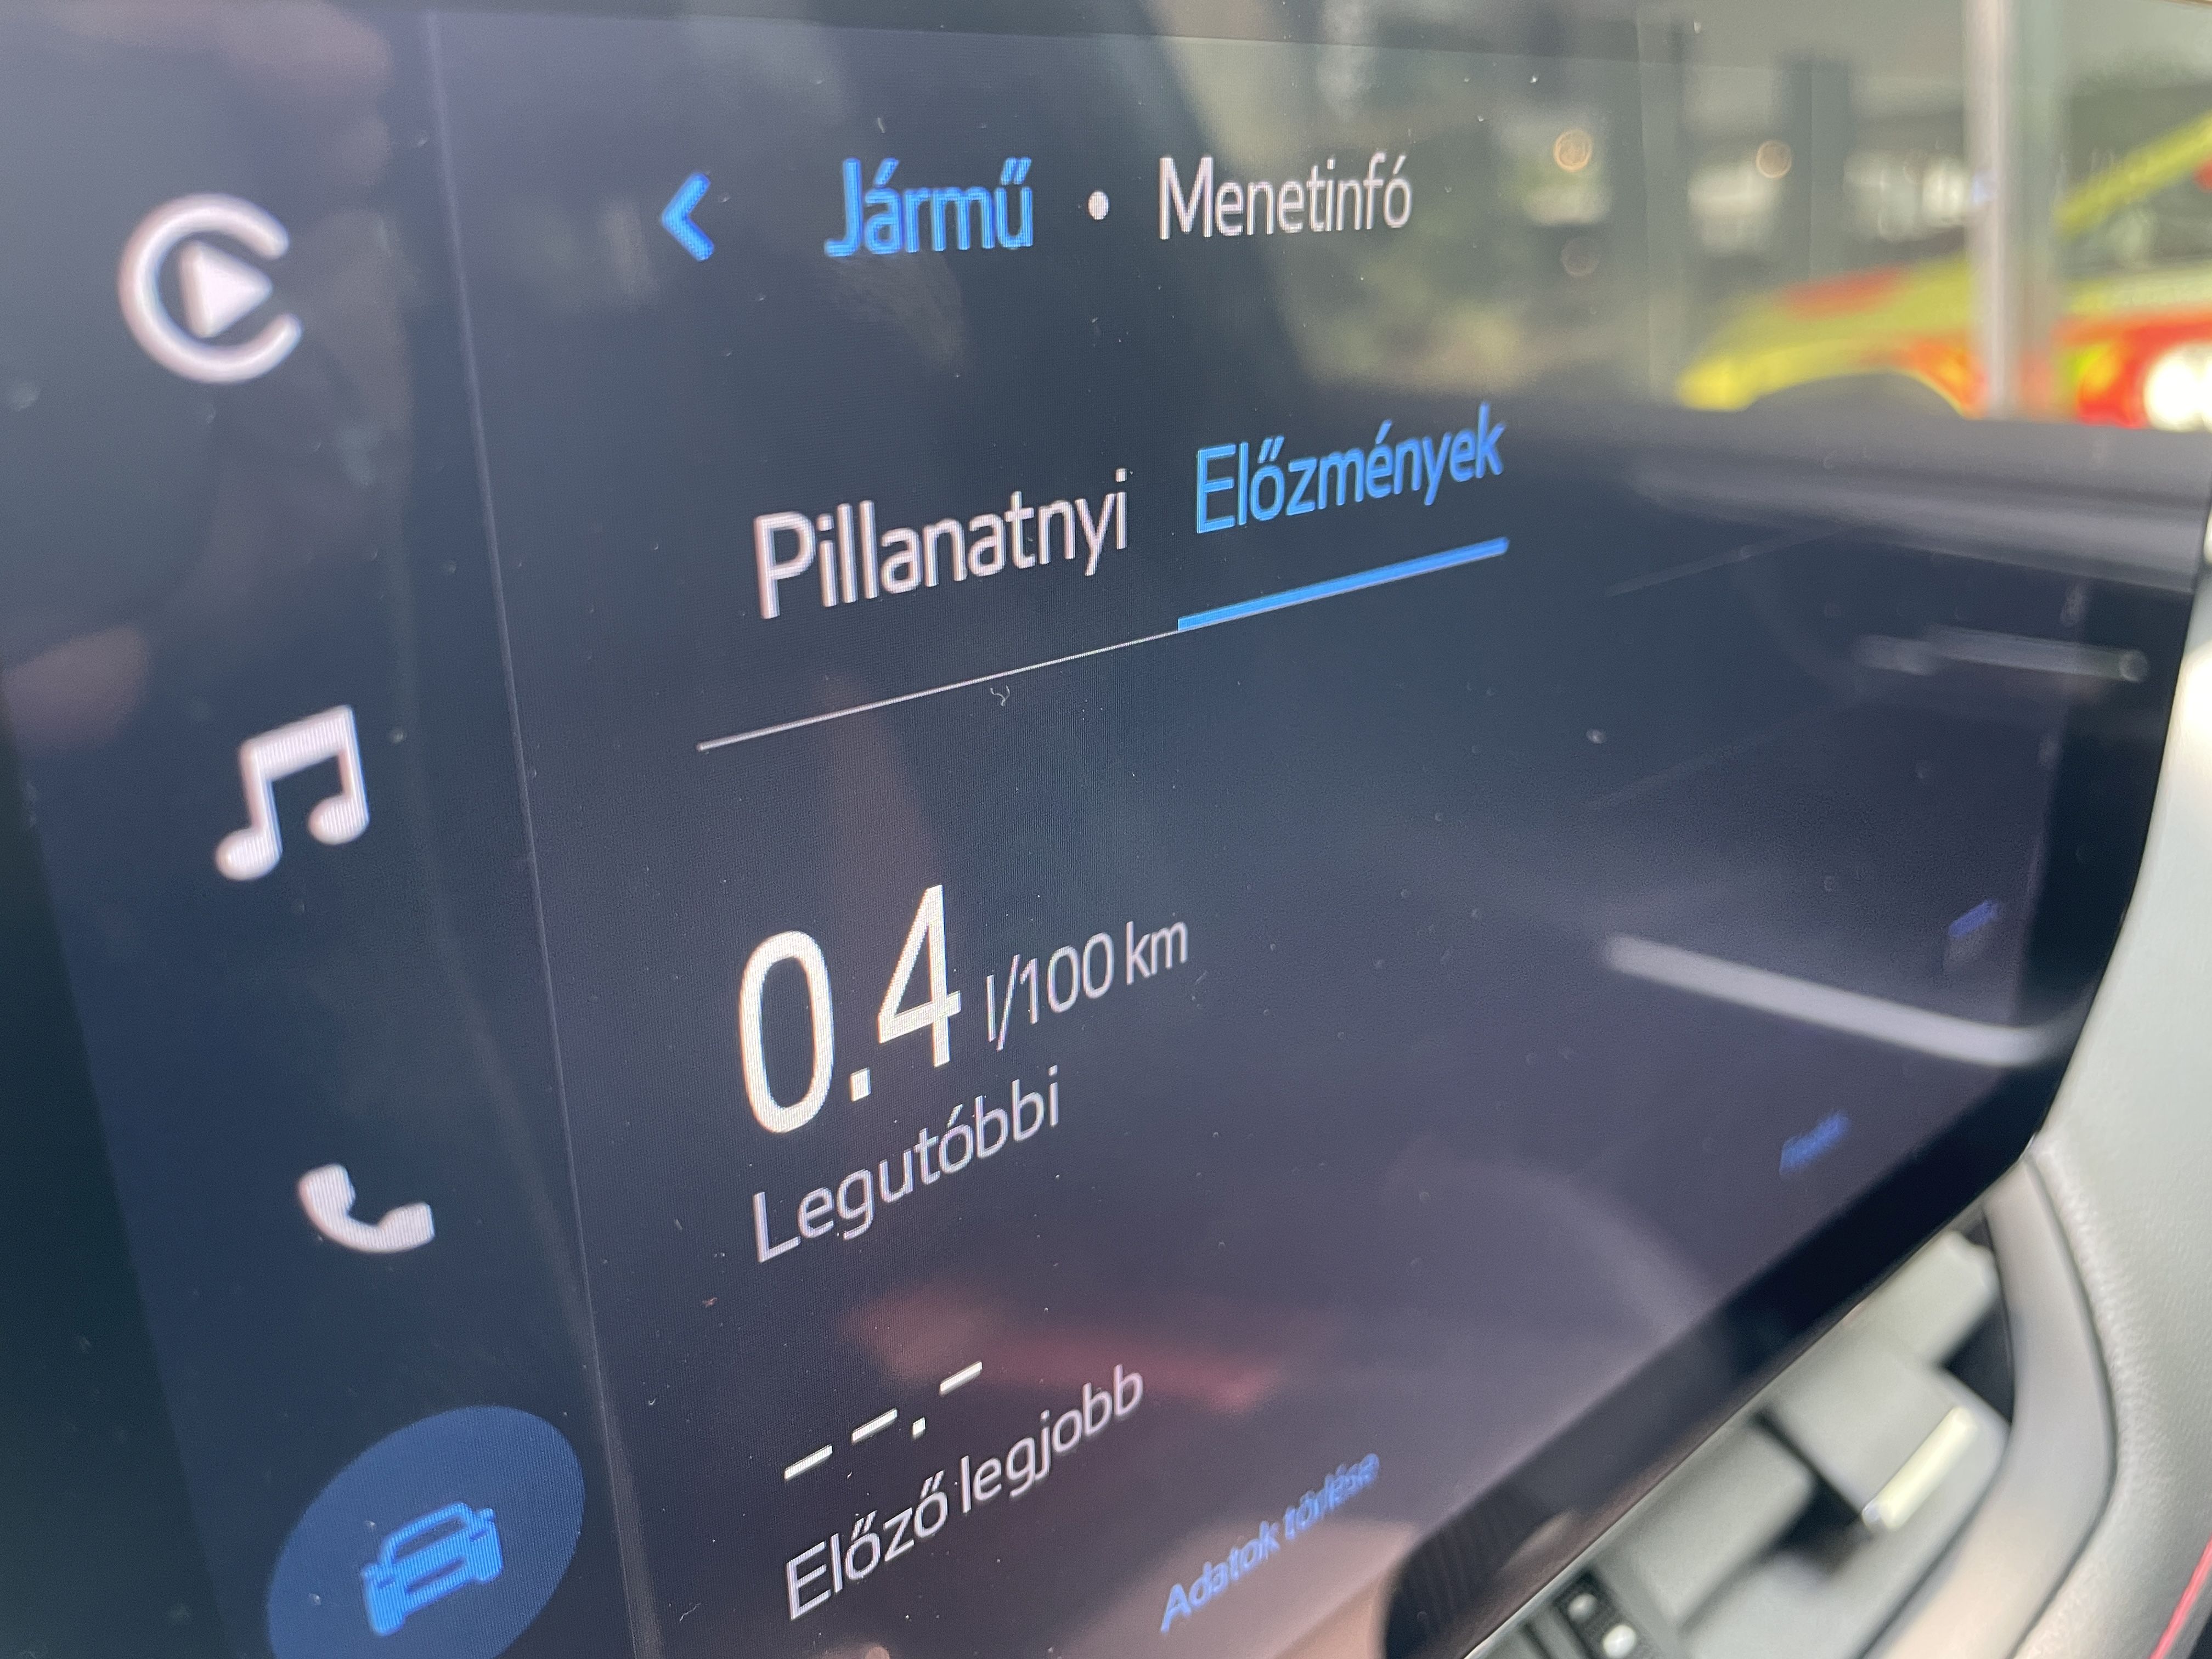 Jármű • Menetinfó
Pillanatnyi Előzmények
0.4 l/100 km
Legutóbbi
--.-
Előző legjobb
Adatok törlése